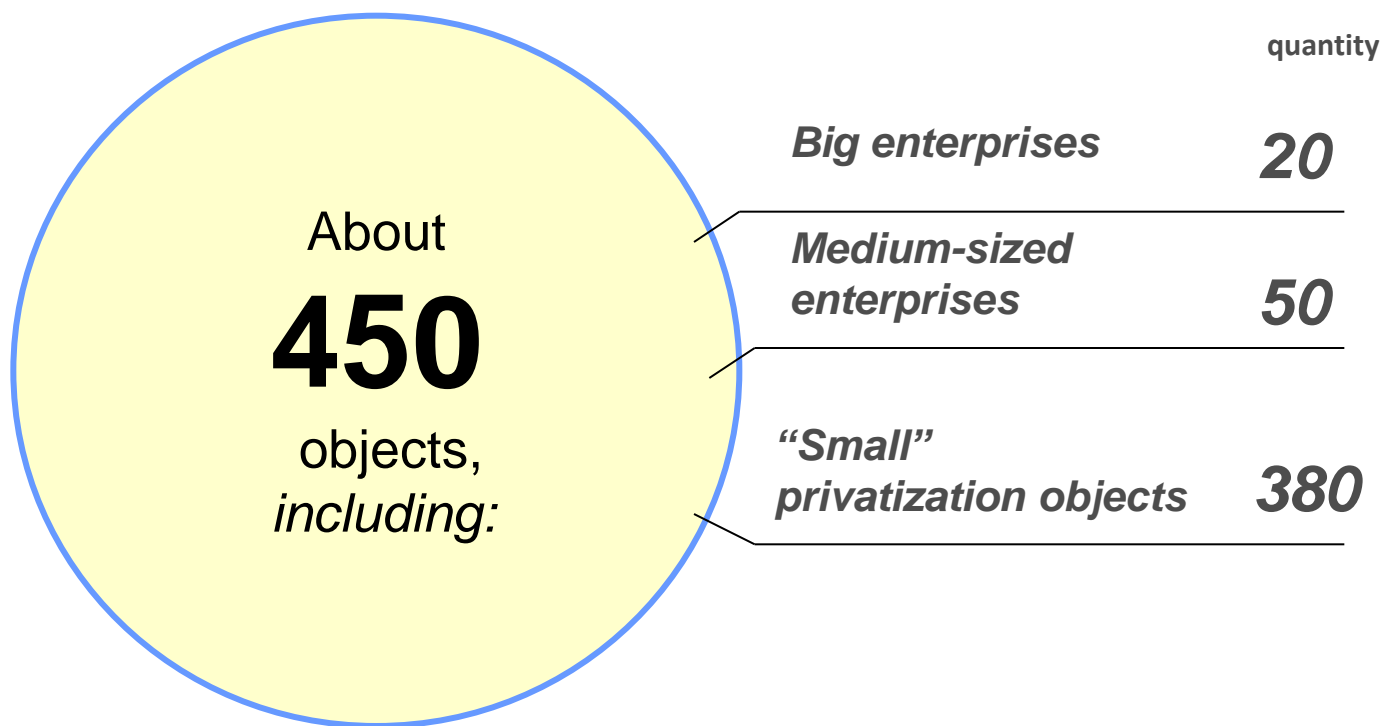 quantity
About
450
objects,
including:
Big enterprises 20
Medium-sized
enterprises 50
“Small”
privatization objects 380